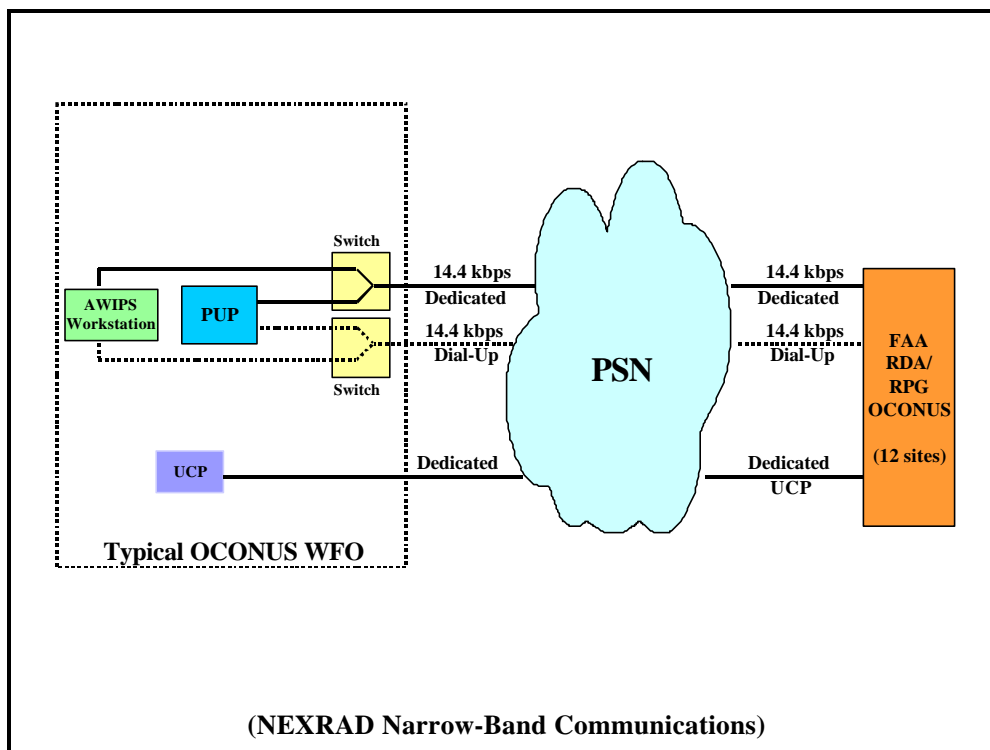 Switch
AWIPS
Workstation
PUP
Switch
14.4 kbps
Dedicated
14.4 kbps
Dial-Up
PSN
14.4 kbps
Dedicated
14.4 kbps
Dial-Up
FAA
RDA/
RPG
OCONUS
(12 sites)
UCP
Dedicated
Dedicated
UCP
Typical OCONUS WFO
(NEXRAD Narrow-Band Communications)